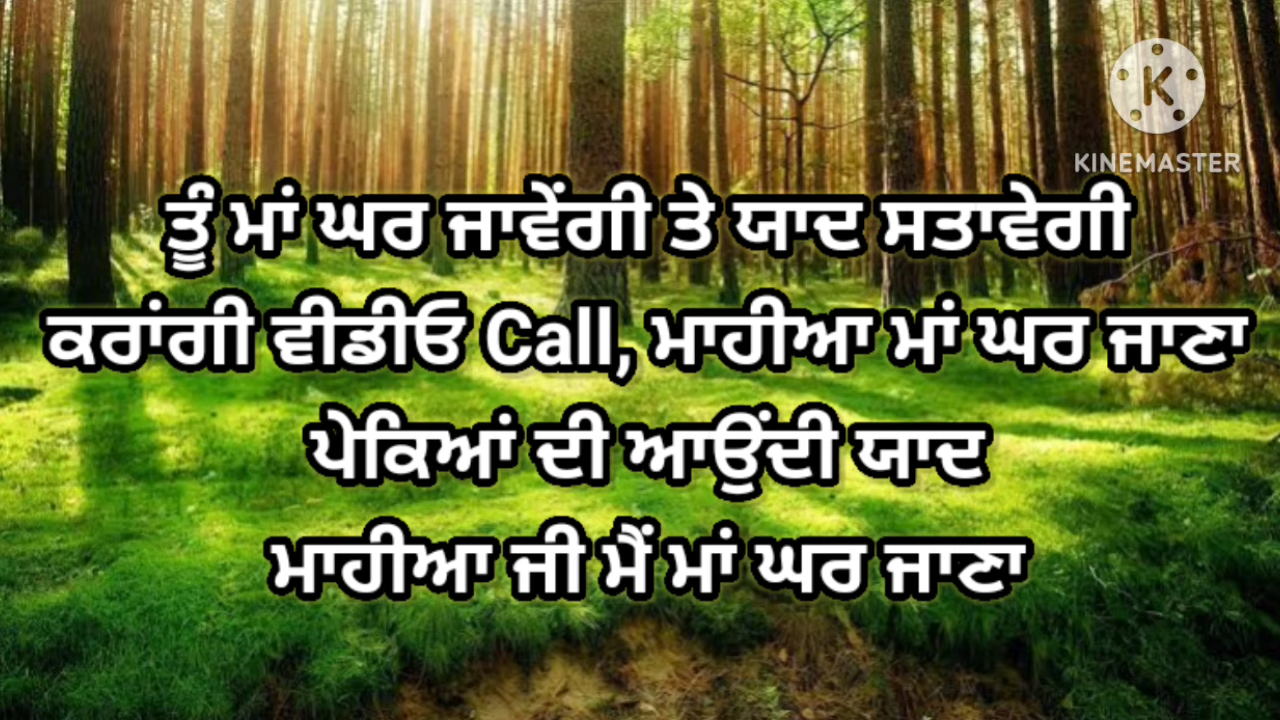 KINEMASTER
ਤੂੰ ਮਾਂ ਘਰ ਜਾਵੇਂਗੀ ਤੇ ਯਾਦ ਸਤਾਵੇਗੀ
ਕਰਾਂਗੀ ਵੀਡੀਓ Call, ਮਾਹੀਆ ਮਾਂ ਘਰ ਜਾਣਾ
ਪੇਕਿਆਂ ਦੀ ਆਉਂਦੀ ਯਾਦ
ਮਾਹੀਆ ਜੀ ਮੈਂ ਮਾਂ ਘਰ ਜਾਣਾ